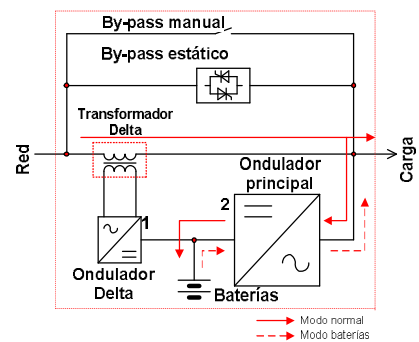 By-pass manual
By-pass estático
Transformador
Delta
Red
Carga
Ondulador
principal
1
2
Ondulador
Delta
Baterías
Modo normal
Modo baterías